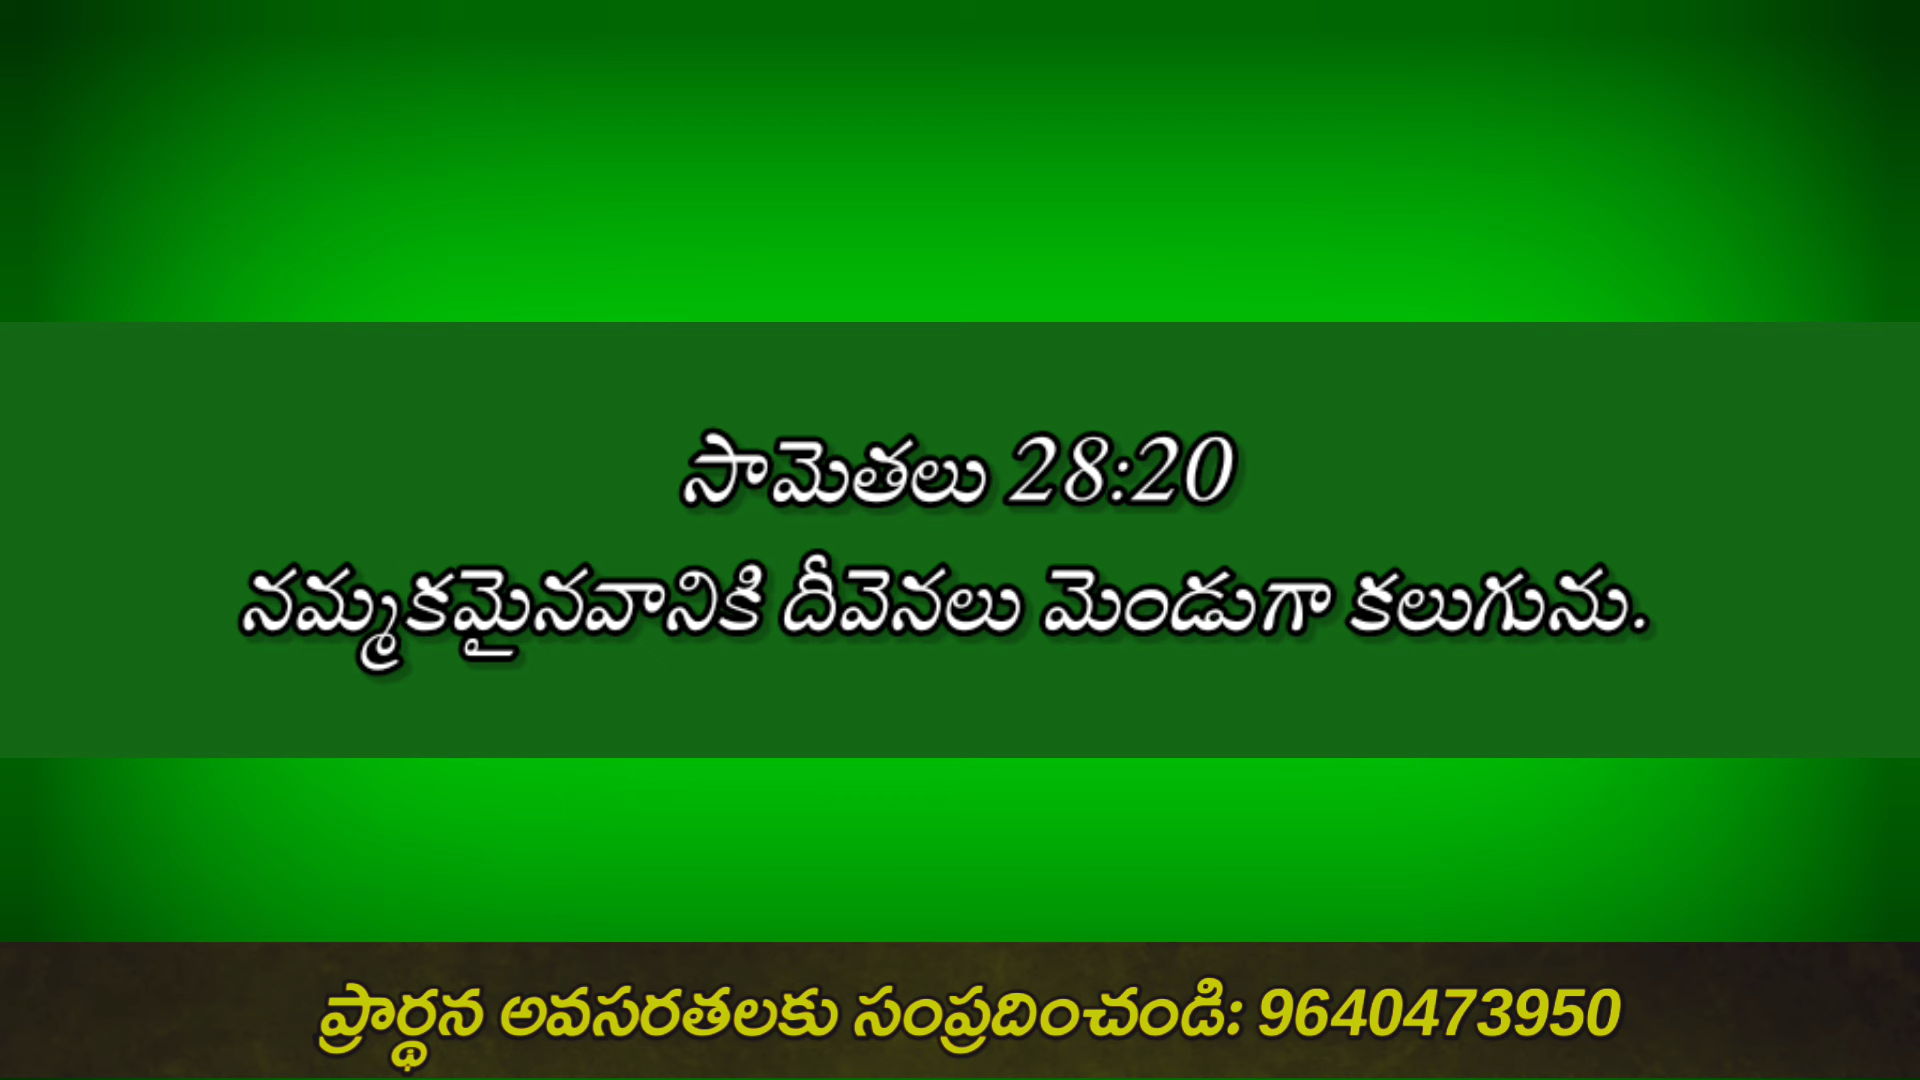 సామెతలు 28:20
నమ్మకమైనవానికి దీవెనలు మెండుగా కలుగును.
ప్రార్థన అవసరతలకు సంప్రదించండి: 9640473950